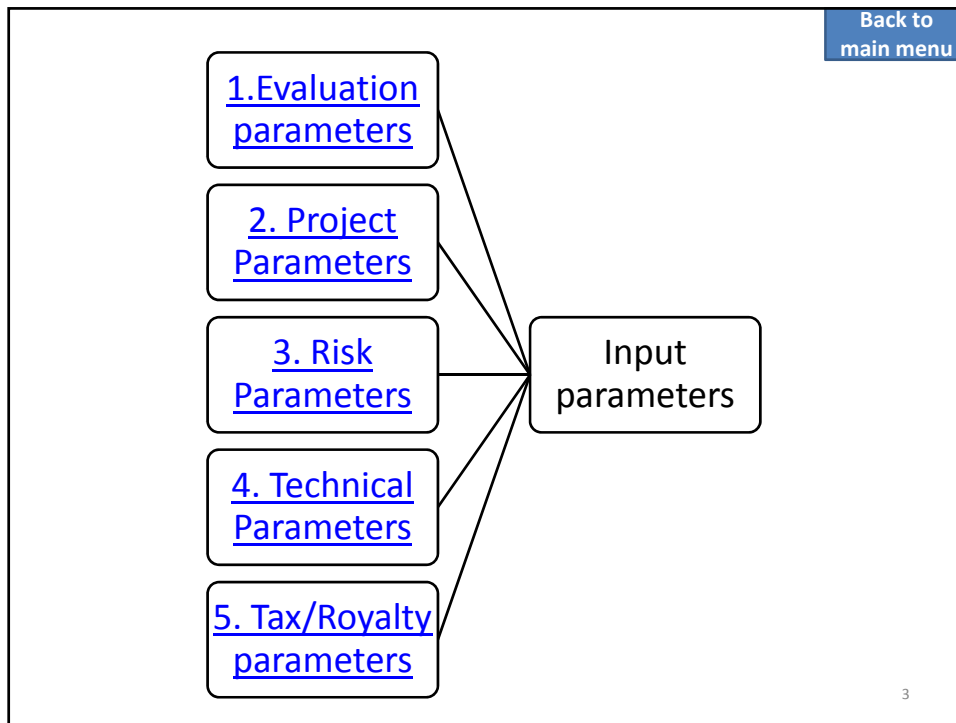 Back to
main menu
1.Evaluation
parameters
2. Project
Parameters
3. Risk
Parameters
Input
parameters
4. Technical
Parameters
5. Tax/Royalty
parameters
3